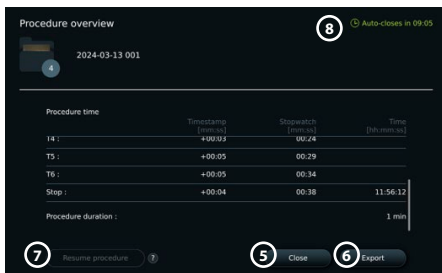 Procedure overview
8
Auto-closes in 09:05
2024-03-13 001
4
Procedure time
Timestamp Stopwatch Time
[mm:ss] [mm:ss] [hh:mm:ss]
T4 : +00:03 00:24
T5 : +00:05 00:29
T6 : +00:05 00:34
Stop : +00:04 00:38 11:56:12
Procedure duration : 1 min
7 Resume procedure ? 5 Close 6 Export